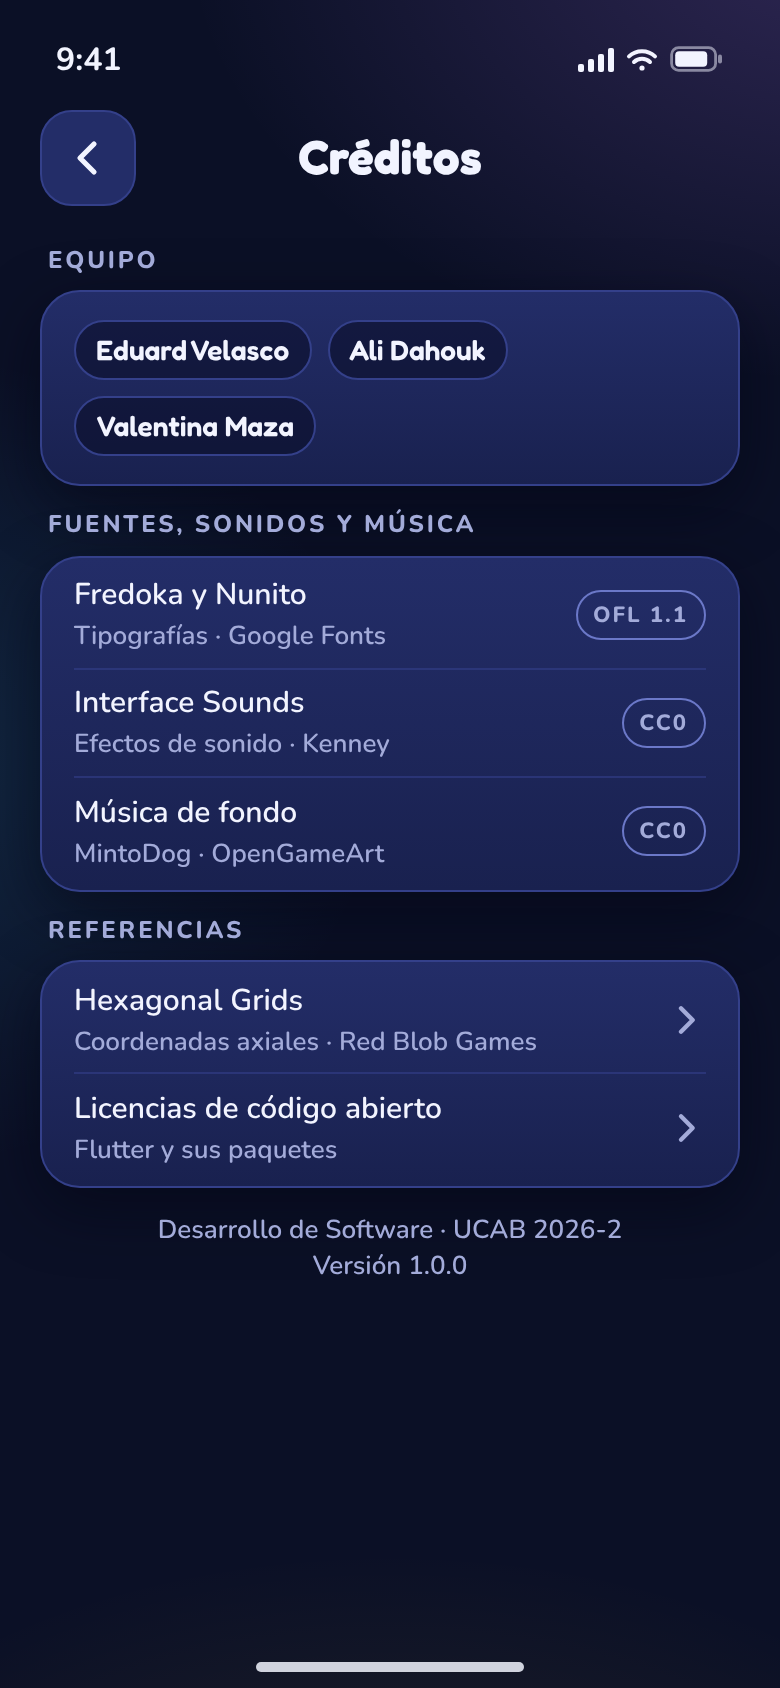 9:41
Créditos
EQUIPO
Eduard Velasco
Ali Dahouk
Valentina Maza
FUENTES, SONIDOS Y MÚSICA
Fredoka y Nunito
Tipografías · Google Fonts
OFL 1.1
Interface Sounds
Efectos de sonido · Kenney
CC0
Música de fondo
MintoDog · OpenGameArt
CC0
REFERENCIAS
Hexagonal Grids
Coordenadas axiales · Red Blob Games
Licencias de código abierto
Flutter y sus paquetes
Desarrollo de Software · UCAB 2026-2
Versión 1.0.0